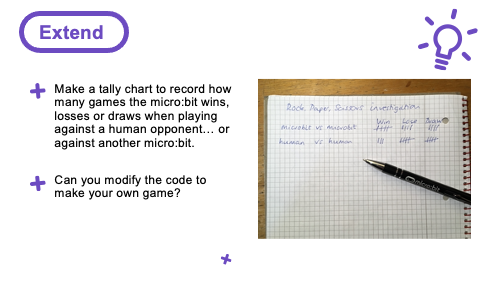 Extend
Make a tally chart to record how
many games the micro:bit wins,
losses or draws when playing
against a human opponent... or
against another micro:bit.
Can you modify the code to
make your own game?
Rock, Paper, Scissors investigation
Win Lose Draw
microbit vs microbit
human vs human